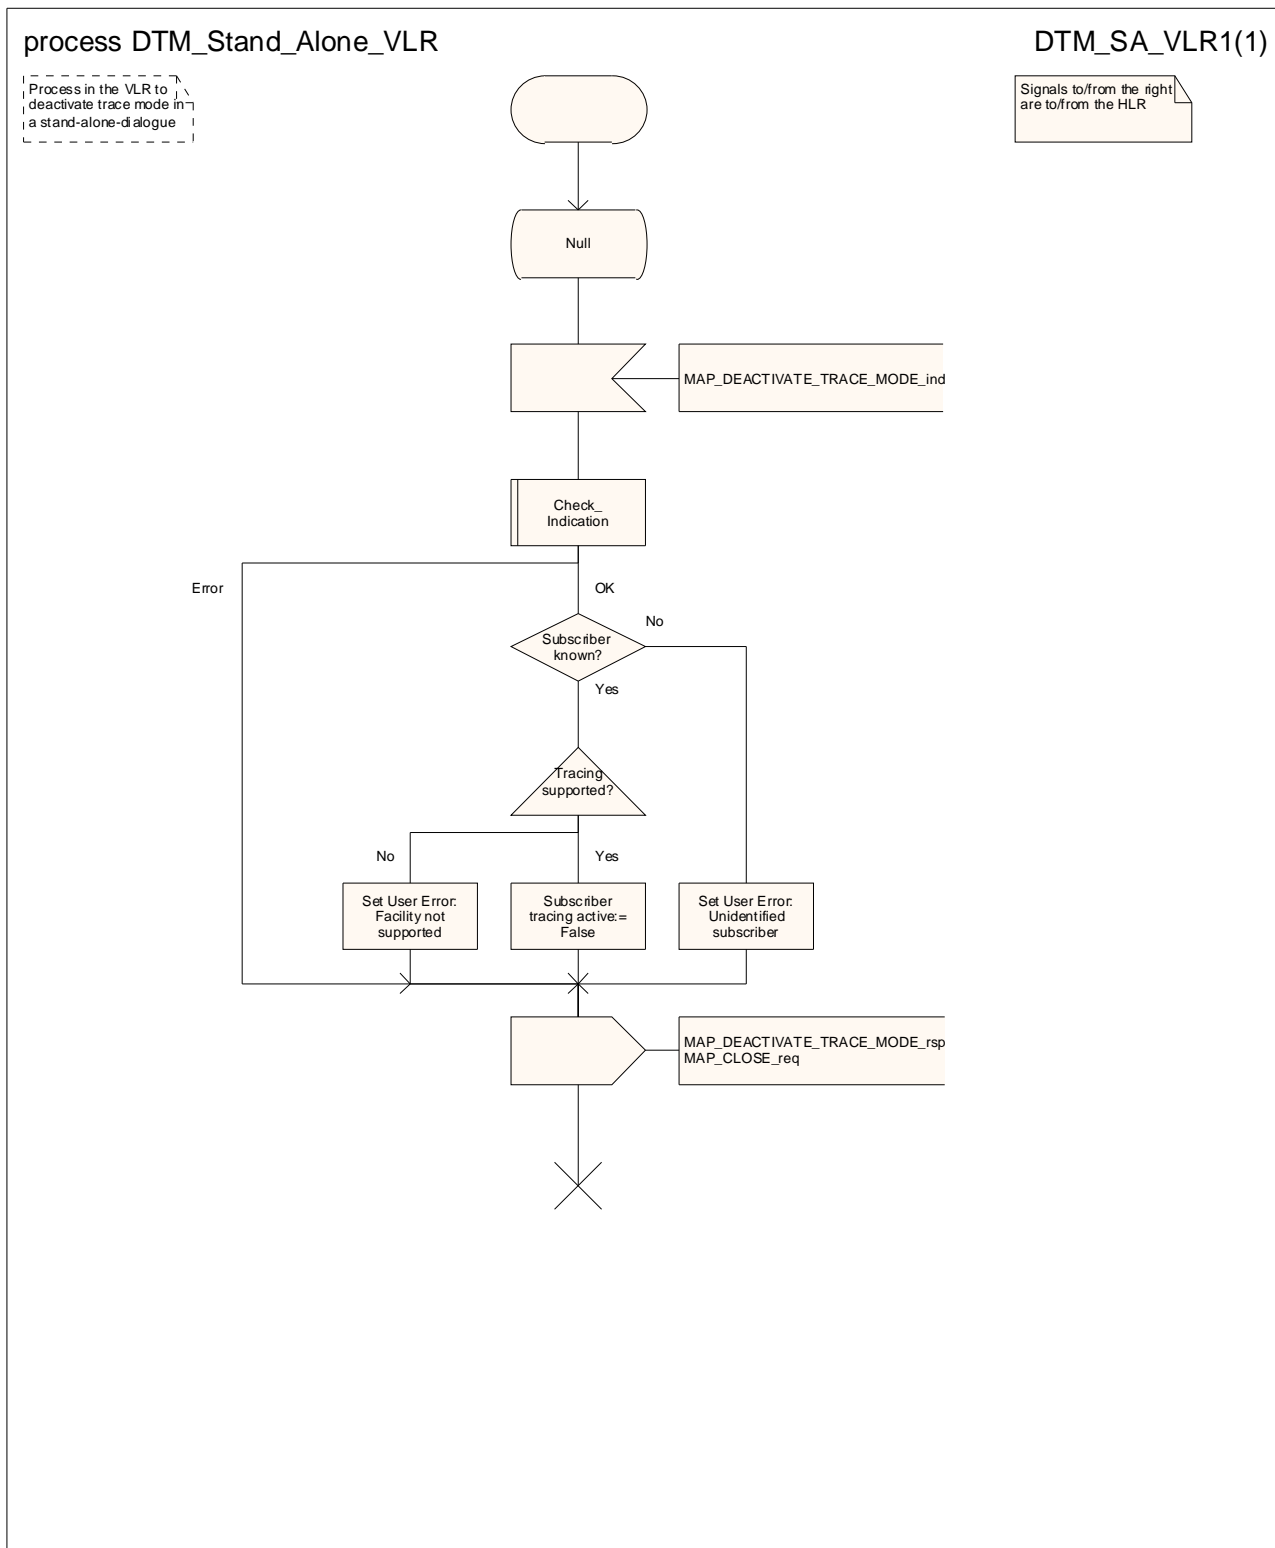 process DTM_Stand_Alone_VLR
DTM_SA_VLR1(1)
Process in the VLR to
deactivate trace mode in
a stand-alone-dialogue
Signals to/from the right
are to/from the HLR
Null
MAP_DEACTIVATE_TRACE_MODE_ind
Check_
Indication
Error
OK
No
Subscriber
known?
Yes
Tracing
supported?
No
Yes
Set User Error:
Facility not
supported
Subscriber
tracing active:=
False
Set User Error:
Unidentified
subscriber
MAP_DEACTIVATE_TRACE_MODE_rsp
MAP_CLOSE_req